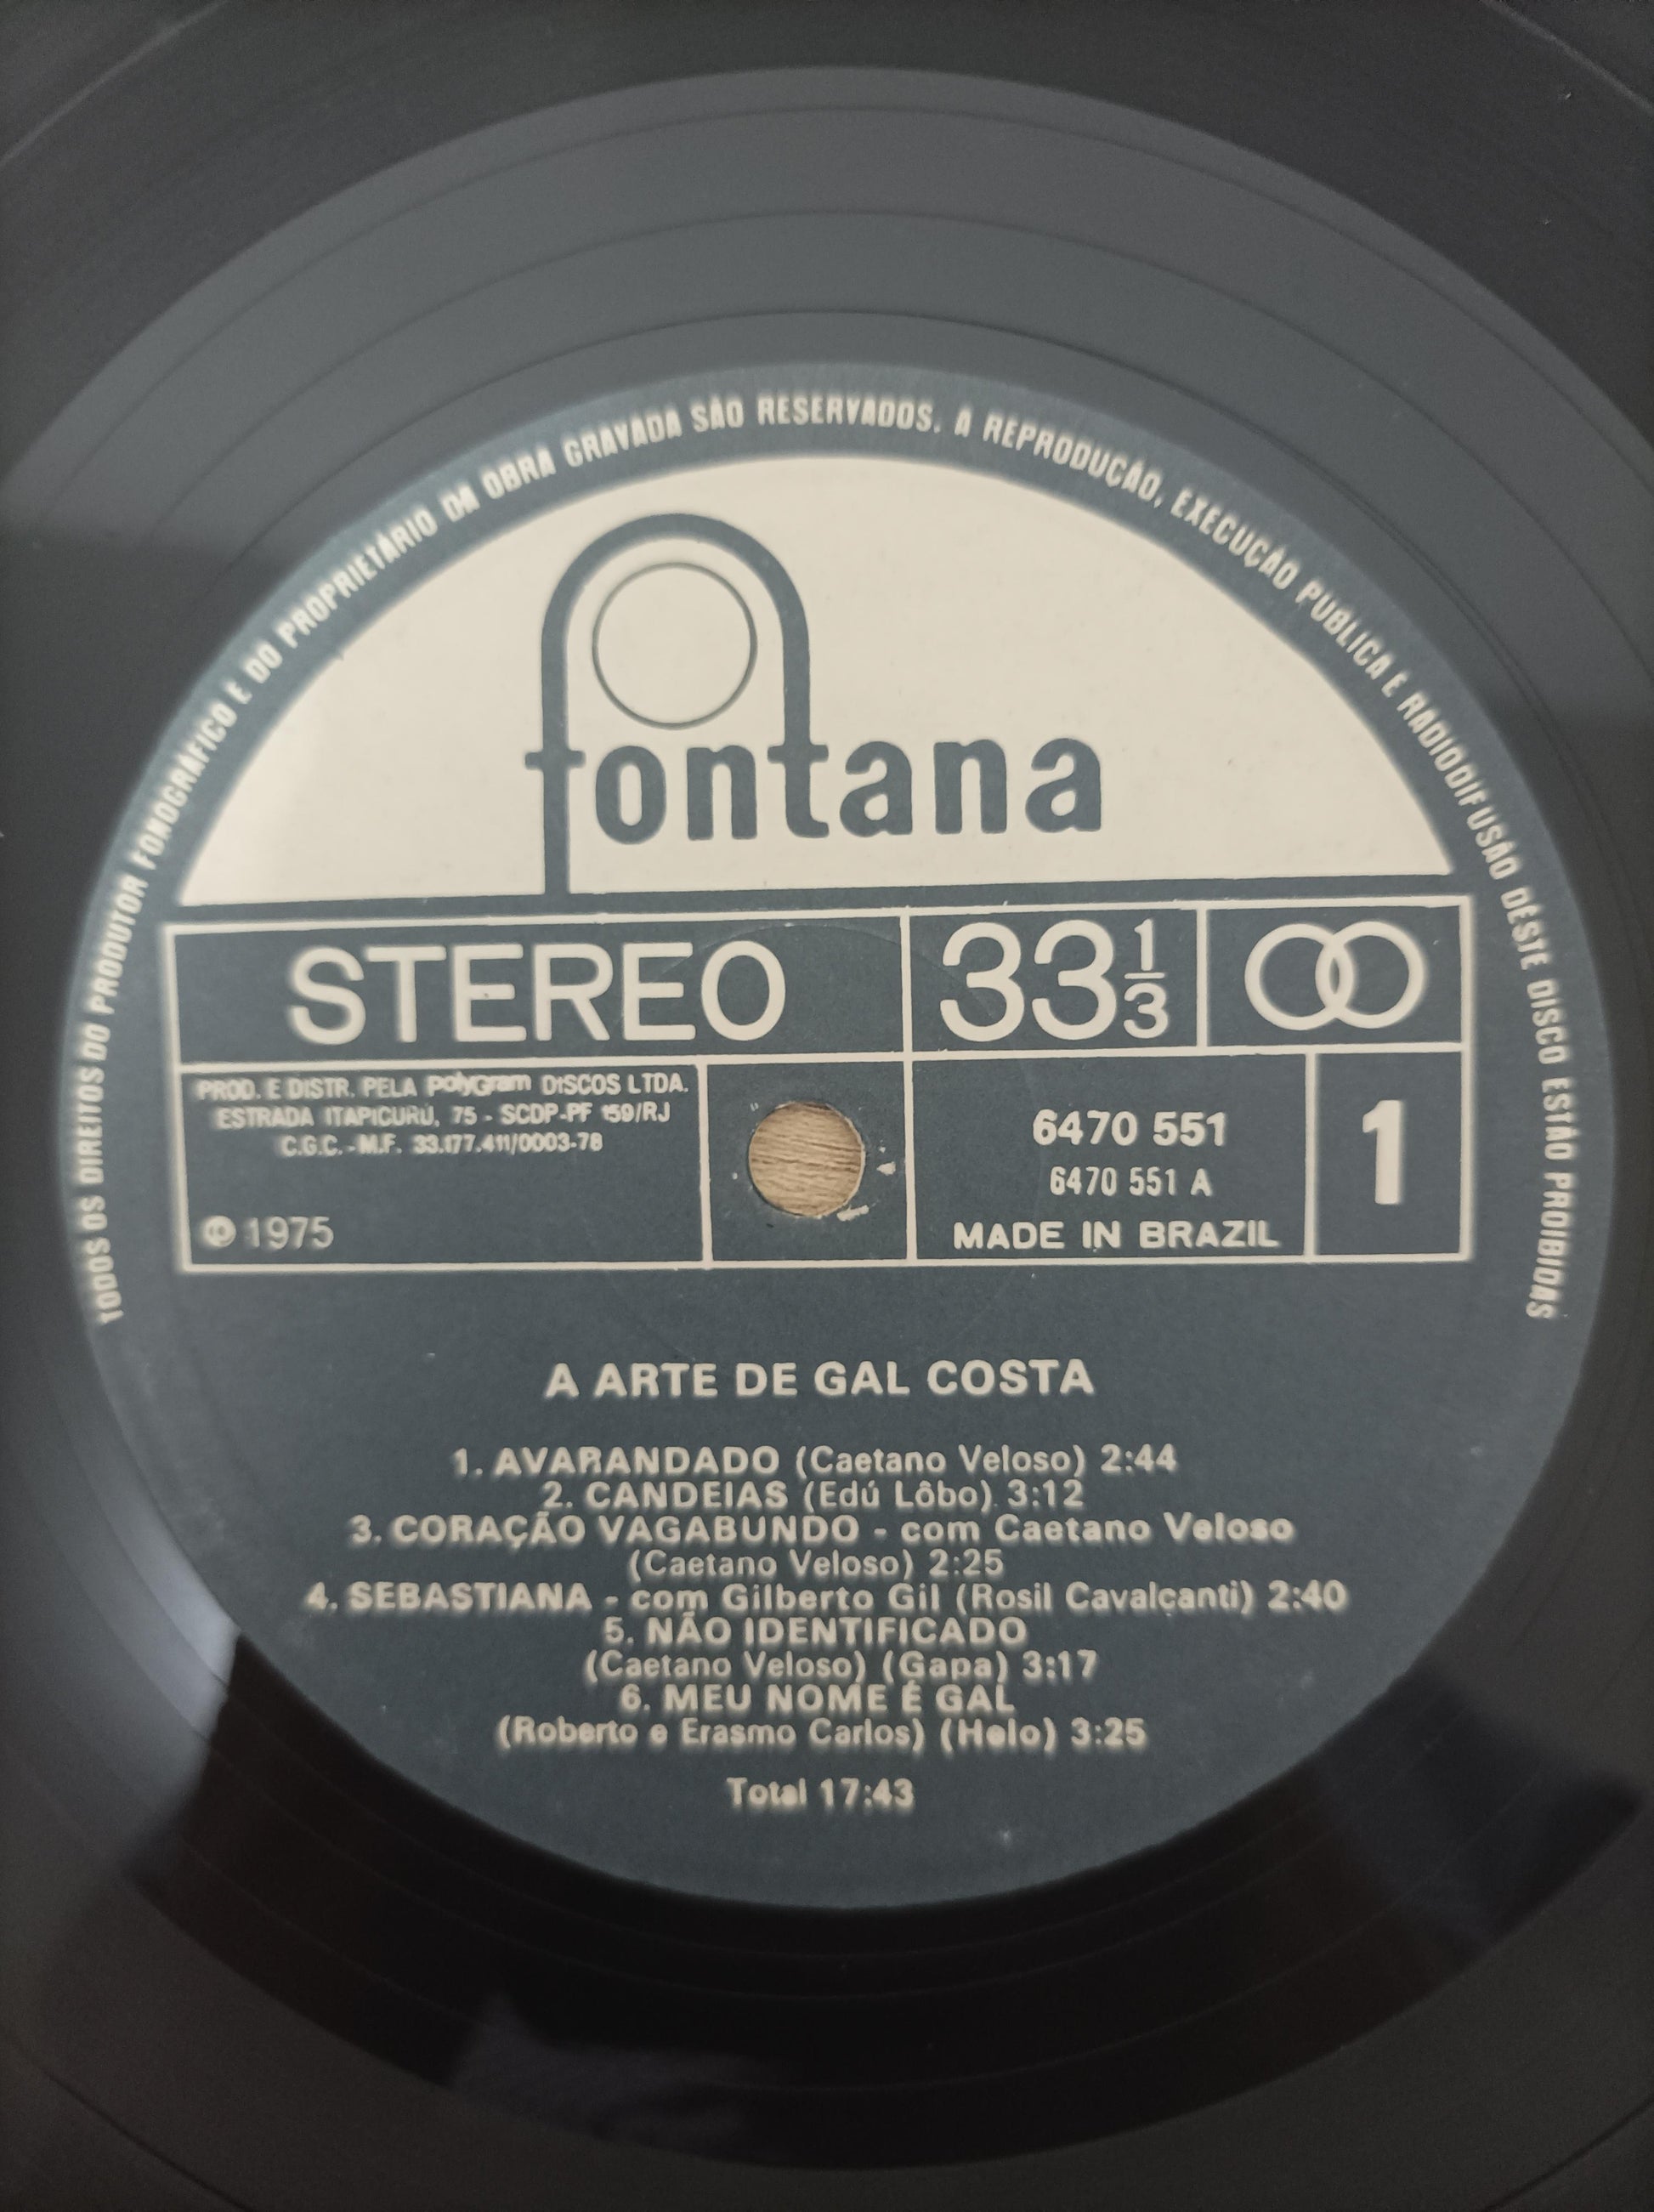 TODOS OS DIREITOS DO PRODUTOR FONOGRÁFICO E DO PROPRIETÁRIO DA OBRA GRAVADA SÃO RESERVADOS. A REPRODUÇÃO, EXECUÇÃO PUBLICA E RADIODIFUSÃO DÊSTE DISCO ESTÃO PROIBIDAS
fontana
STEREO
33 1/3
PROD. E DISTR. PELA PolyGram DISCOS LTDA.
ESTRADA ITAPICURÚ, 75 - SCDP-PF 159/RJ
C.G.C. - M.F. 33.177.411/0003-78
℗ 1975
6470 551
6470 551 A
MADE IN BRAZIL
1
A ARTE DE GAL COSTA
1. AVARANDADO (Caetano Veloso) 2:44
2. CANDEIAS (Edú Lôbo) 3:12
3. CORAÇÃO VAGABUNDO - com Caetano Veloso
(Caetano Veloso) 2:25
4. SEBASTIANA - com Gilberto Gil (Rosil Cavalcanti) 2:40
5. NÃO IDENTIFICADO
(Caetano Veloso) (Gapa) 3:17
6. MEU NOME É GAL
(Roberto e Erasmo Carlos) (Helo) 3:25
Total 17:43